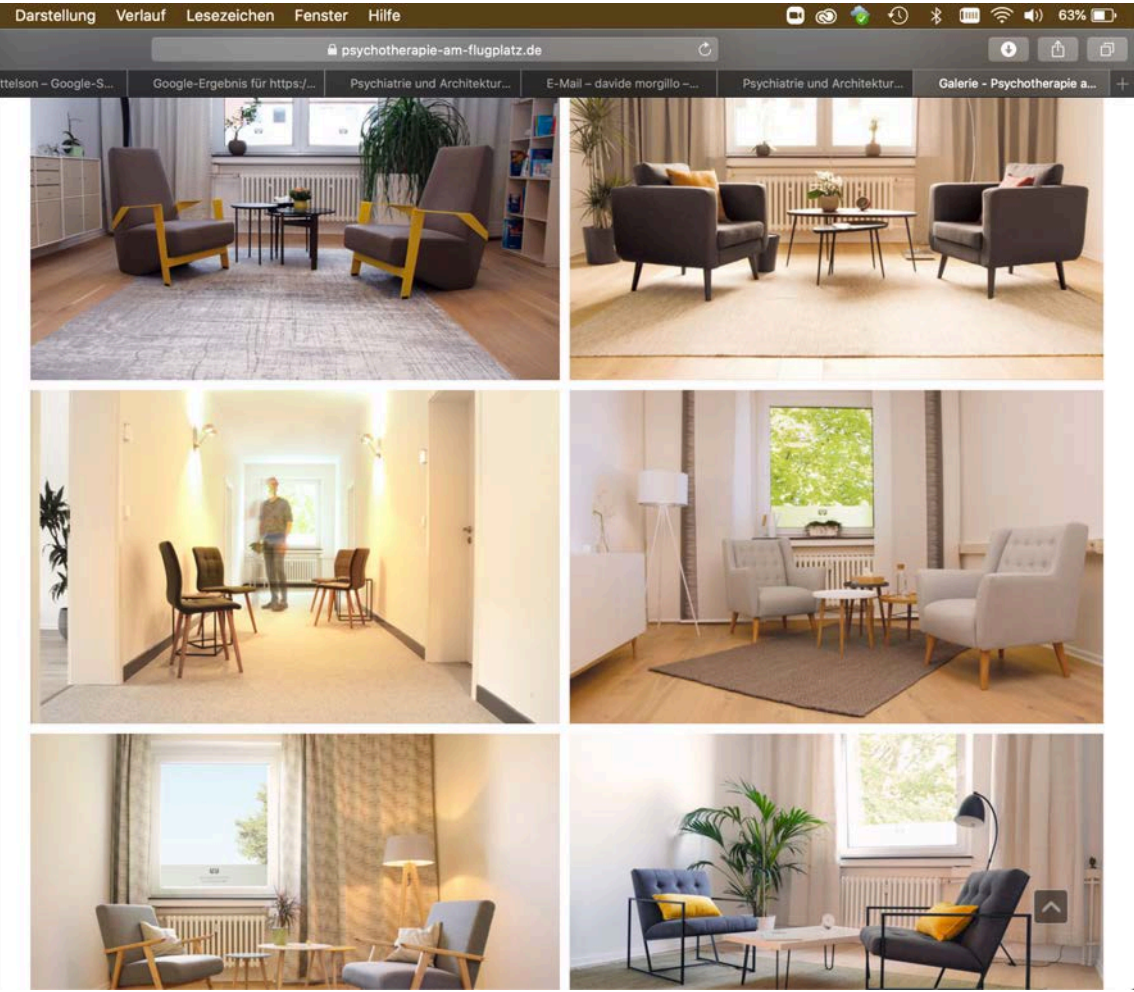 Darstellung Verlauf Lesezeichen Fenster Hilfe 63%
psychotherapie-am-flugplatz.de
ttelson – Google-S... Google-Ergebnis für https:/... Psychiatrie und Architektur... E-Mail – davide morgillo –... Psychiatrie und Architektur... Galerie - Psychotherapie a...